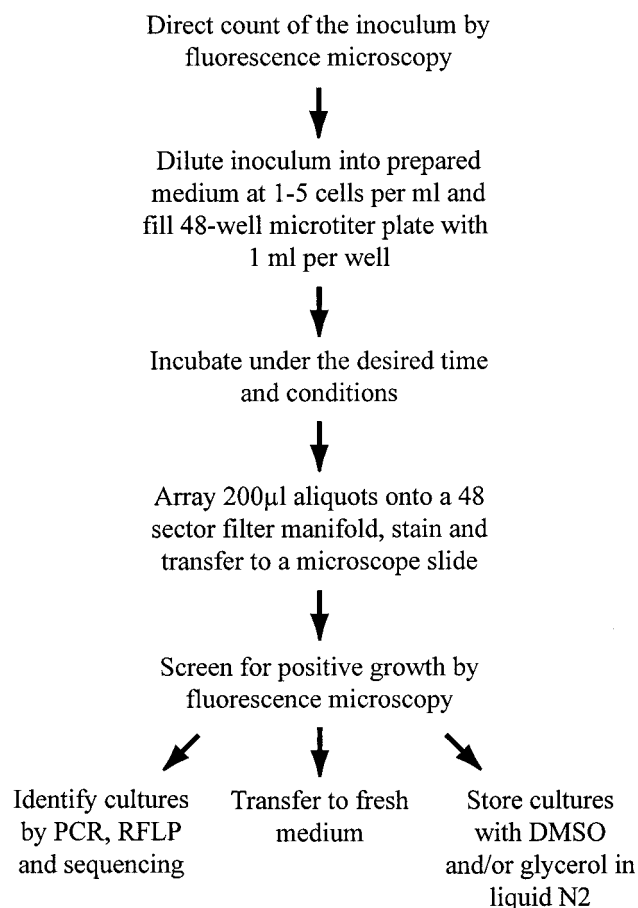 Direct count of the inoculum by
fluorescence microscopy
Dilute inoculum into prepared
medium at 1-5 cells per ml and
fill 48-well microtiter plate with
1 ml per well
Incubate under the desired time
and conditions
Array 200µl aliquots onto a 48
sector filter manifold, stain and
transfer to a microscope slide
Screen for positive growth by
fluorescence microscopy
Identify cultures
by PCR, RFLP
and sequencing
Transfer to fresh
medium
Store cultures
with DMSO
and/or glycerol in
liquid N2